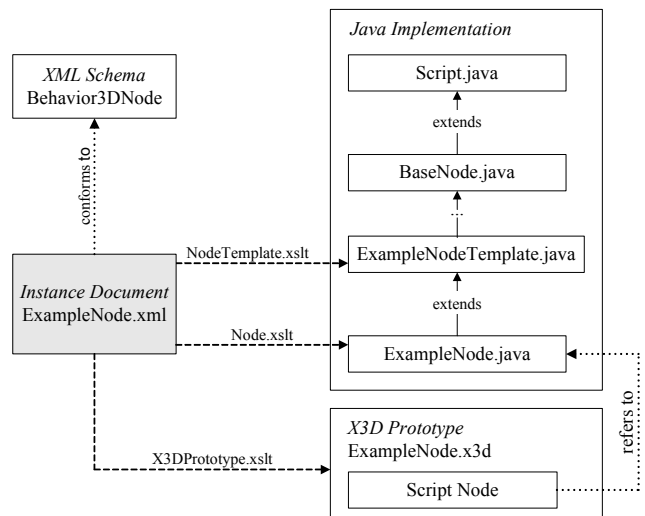 Java Implementation
XML Schema
Behavior3DNode
Script.java
extends
BaseNode.java
conforms to
...
NodeTemplate.xslt
ExampleNodeTemplate.java
Instance Document
ExampleNode.xml
extends
Node.xslt
ExampleNode.java
refers to
X3D Prototype
ExampleNode.x3d
X3DPrototype.xslt
Script Node